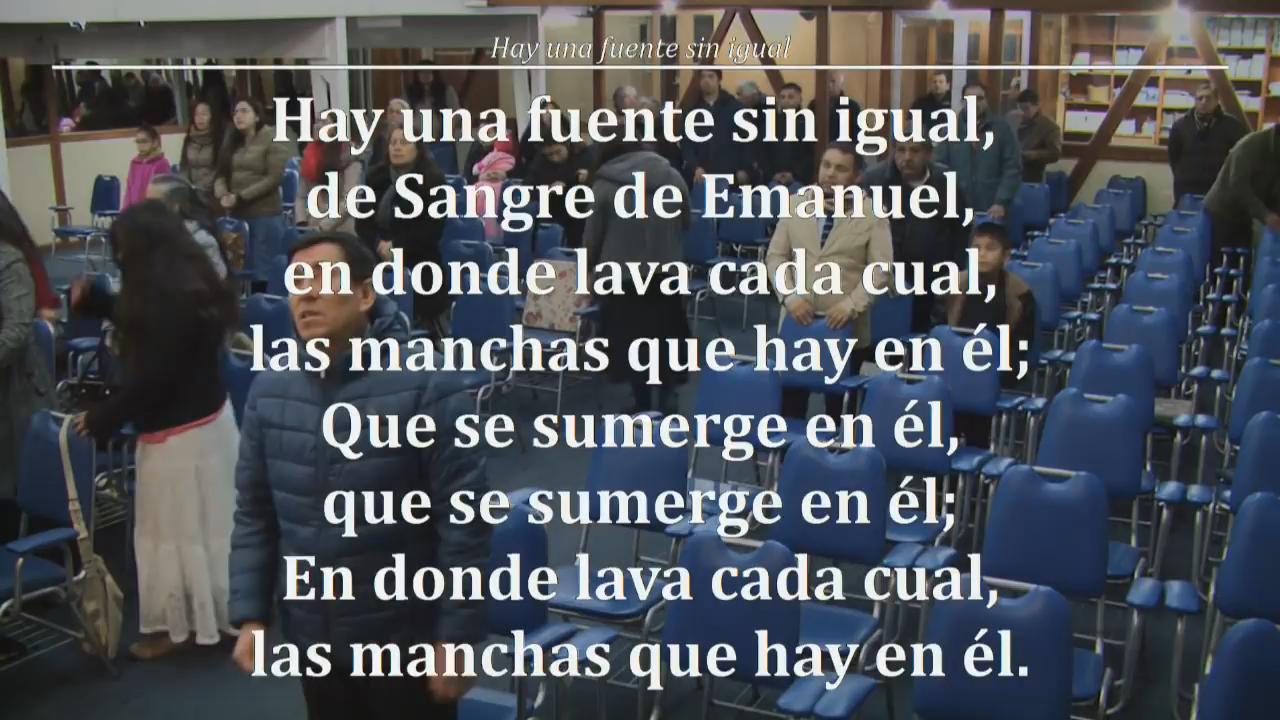 Hay una fuente sin igual
Hay una fuente sin igual,
de Sangre de Emanuel,
en donde lava cada cual,
las manchas que hay en él;
Que se sumerge en él,
que se sumerge en él;
En donde lava cada cual,
las manchas que hay en él.